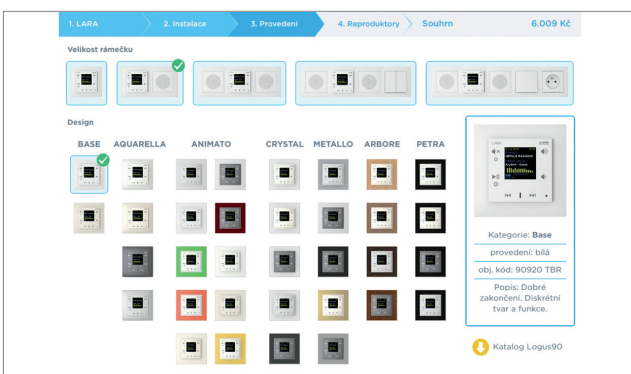 1. LARA 2. Instalace 3. Provedení 4. Reproduktory Souhrn 6.009 Kč
Velikost rámečku
Design
BASE AQUARELLA ANIMATO CRYSTAL METALLO ARBORE PETRA
LARA
Kategorie: Base
provedení: bílá
obj. kód: 90920 TBR
Popis: Dobré
zakončení. Diskrétní
tvar a funkce.
Katalog Logus90